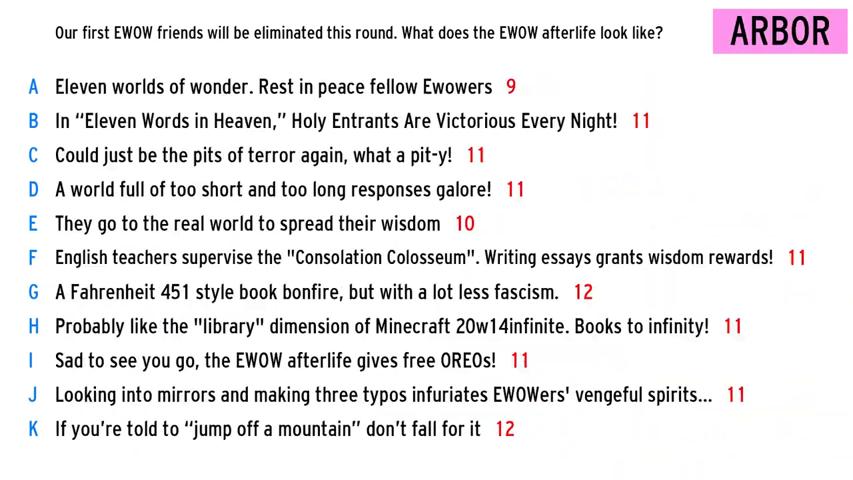 Our first EWOW friends will be eliminated this round. What does the EWOW afterlife look like?
ARBOR
A Eleven worlds of wonder. Rest in peace fellow Ewowers 9
B In “Eleven Words in Heaven,” Holy Entrants Are Victorious Every Night! 11
C Could just be the pits of terror again, what a pit-y! 11
D A world full of too short and too long responses galore! 11
E They go to the real world to spread their wisdom 10
F English teachers supervise the "Consolation Colosseum". Writing essays grants wisdom rewards! 11
G A Fahrenheit 451 style book bonfire, but with a lot less fascism. 12
H Probably like the "library" dimension of Minecraft 20w14infinite. Books to infinity! 11
I Sad to see you go, the EWOW afterlife gives free OREOs! 11
J Looking into mirrors and making three typos infuriates EWOWers' vengeful spirits... 11
K If you’re told to “jump off a mountain” don’t fall for it 12